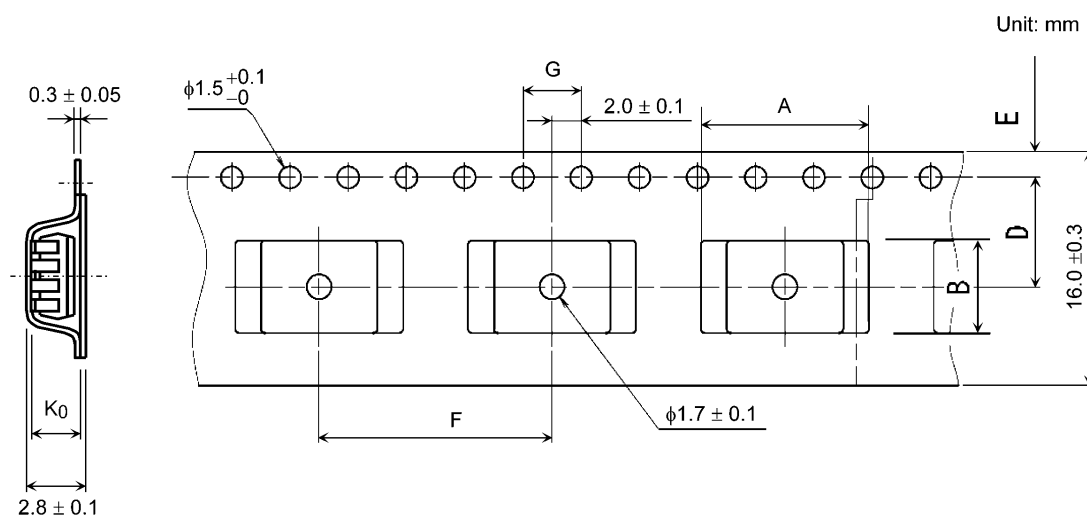 Unit: mm
0.3 ± 0.05
φ1.5 +0.1 −0
G
2.0 ± 0.1
A
E
D
B
16.0 ±0.3
K0
F
φ1.7 ± 0.1
2.8 ± 0.1